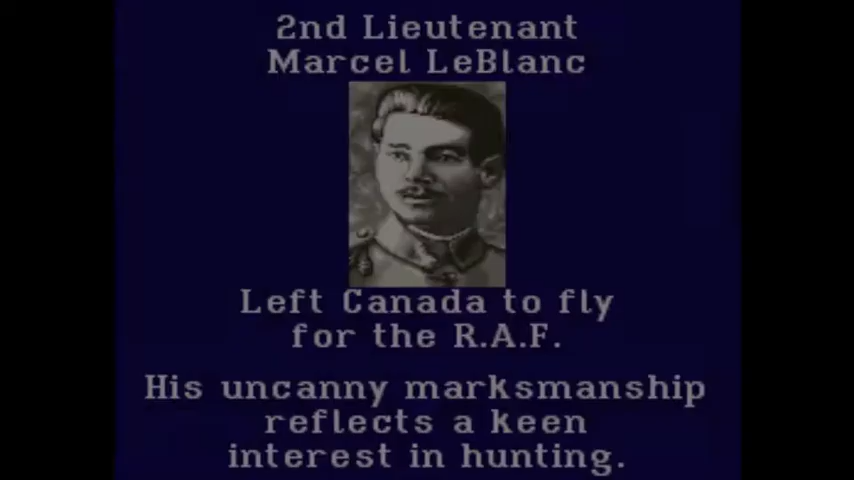 2nd Lieutenant
Marcel LeBlanc
Left Canada to fly
for the R.A.F.
His uncanny marksmanship
reflects a keen
interest in hunting.